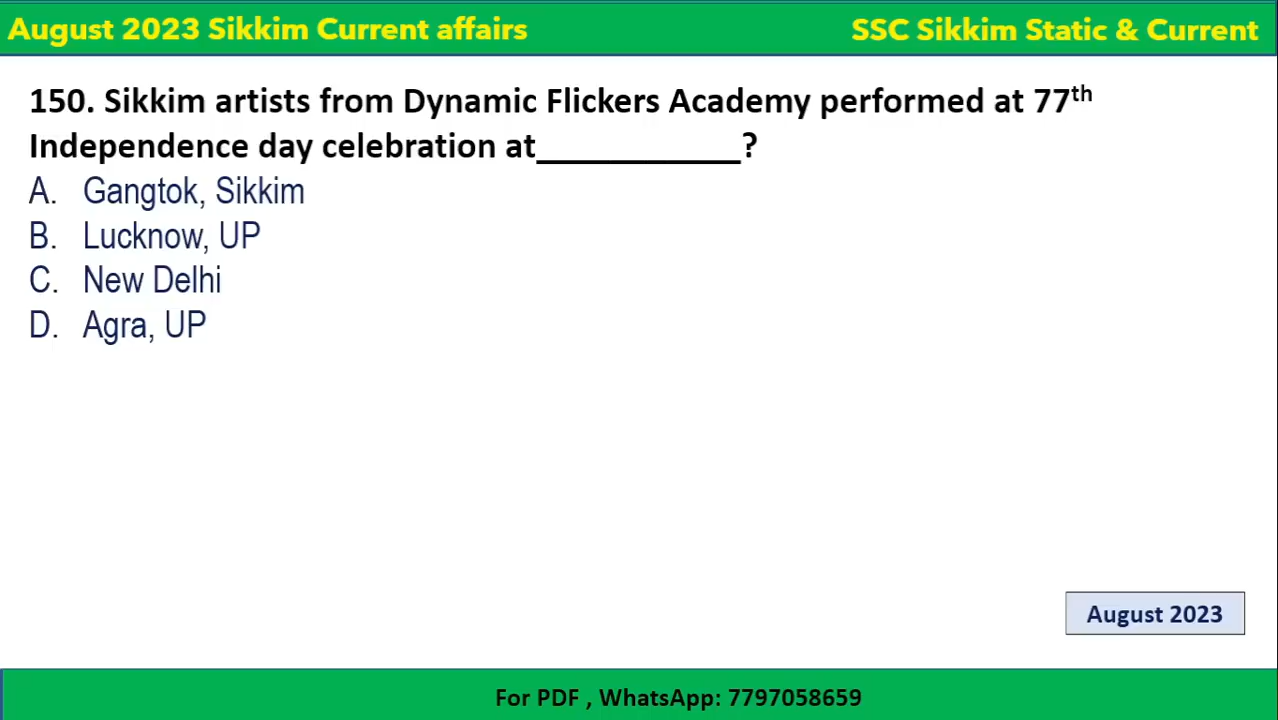 August 2023 Sikkim Current affairs
SSC Sikkim Static & Current
150. Sikkim artists from Dynamic Flickers Academy performed at 77th
Independence day celebration at___________?
A. Gangtok, Sikkim
B. Lucknow, UP
C. New Delhi
D. Agra, UP
August 2023
For PDF , WhatsApp: 7797058659